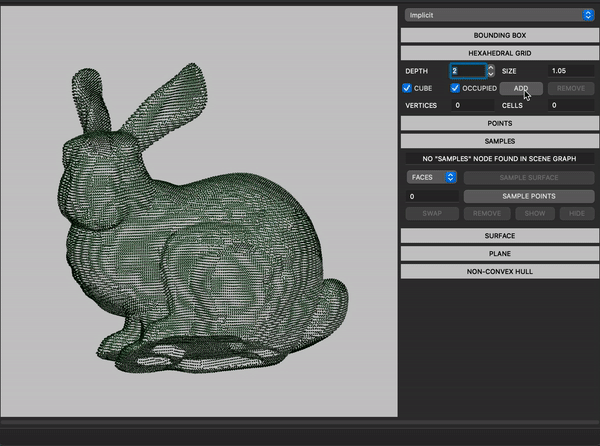 Implicit
BOUNDING BOX
HEXAHEDRAL GRID
DEPTH 2 SIZE 1.05
CUBE OCCUPIED ADD REMOVE
VERTICES 0 CELLS 0
POINTS
SAMPLES
NO "SAMPLES" NODE FOUND IN SCENE GRAPH
FACES SAMPLE SURFACE
0 SAMPLE POINTS
SWAP REMOVE SHOW HIDE
SURFACE
PLANE
NON-CONVEX HULL